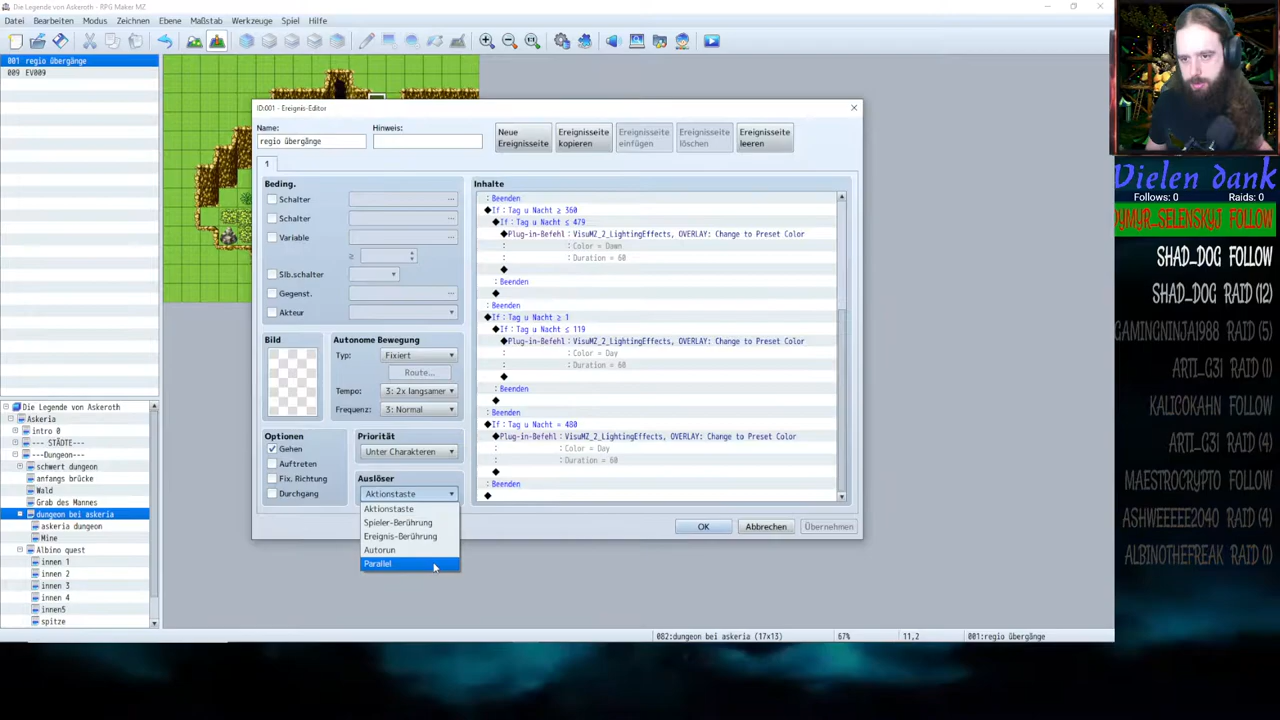 Die Legende von Askeroth - RPG Maker MZ
Datei Bearbeiten Modus Zeichnen Ebene Maßstab Werkzeuge Spiel Hilfe
001 regio übergänge
009 EV009
ID:001 - Ereignis-Editor
Name:
Hinweis:
regio übergänge
Neue Ereignisseite
Ereignisseite kopieren
Ereignisseite einfügen
Ereignisseite löschen
Ereignisseite leeren
1
Beding.
Schalter
Schalter
Variable
≥
Slb.schalter
Gegenst.
Akteur
Bild
Autonome Bewegung
Typ: Fixiert
Route...
Tempo: 3: 2x langsamer
Frequenz: 3: Normal
Optionen
Gehen
Auftreten
Fix. Richtung
Durchgang
Priorität
Unter Charakteren
Auslöser
Aktionstaste
Aktionstaste
Spieler-Berührung
Ereignis-Berührung
Autorun
Parallel
Inhalte
: Beenden
◆If : Tag u Nacht ≥ 360
◆If : Tag u Nacht ≤ 479
◆Plug-in-Befehl : VisuMZ_2_LightingEffects, OVERLAY: Change to Preset Color
: : Color = Dawn
: : Duration = 60
◆
: Beenden
◆
: Beenden
◆If : Tag u Nacht ≥ 1
◆If : Tag u Nacht ≤ 119
◆Plug-in-Befehl : VisuMZ_2_LightingEffects, OVERLAY: Change to Preset Color
: : Color = Day
: : Duration = 60
◆
: Beenden
◆
: Beenden
◆If : Tag u Nacht = 480
◆Plug-in-Befehl : VisuMZ_2_LightingEffects, OVERLAY: Change to Preset Color
: : Color = Day
: : Duration = 60
◆
: Beenden
◆
OK Abbrechen Übernehmen
Die Legende von Askeroth
Askeria
intro 0
--- STÄDTE---
---Dungeon---
schwert dungeon
anfangs brücke
Wald
Grab des Mannes
dungeon bei askeria
askeria dungeon
Mine
Albino quest
innen 1
innen 2
innen 3
innen 4
innen5
spitze
082:dungeon bei askeria (17x13) 67% 11,2 001:regio übergänge
Vielen dank
Follows: 0 Raids: 0
DYMYR_SELENSKYJ FOLLOW
SHAD_DOG FOLLOW
SHAD_DOG RAID (12)
GAMINGNINJA1988 RAID (5)
ARTI_G31 RAID (1)
KALICOKAHN FOLLOW
ARTI_G31 RAID (4)
MAESTROCRYPTO FOLLOW
ASHWEEEEE2040 RAID (4)
ALBINOTHEFREAK RAID (1)